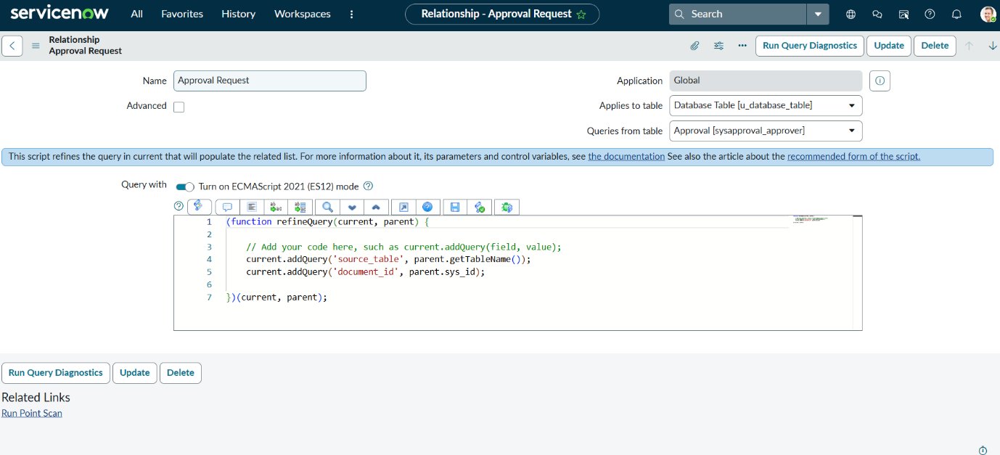 servicenow All Favorites History Workspaces Relationship - Approval Request Search
Relationship
Approval Request
Run Query Diagnostics Update Delete
Name Approval Request
Application Global
Advanced
Applies to table Database Table [u_database_table]
Queries from table Approval [sysapproval_approver]
This script refines the query in current that will populate the related list. For more information about it, its parameters and control variables, see the documentation See also the article about the recommended form of the script.
Query with Turn on ECMAScript 2021 (ES12) mode
1 (function refineQuery(current, parent) {
2
3 // Add your code here, such as current.addQuery(field, value);
4 current.addQuery('source_table', parent.getTableName());
5 current.addQuery('document_id', parent.sys_id);
6
7 })(current, parent);
Run Query Diagnostics Update Delete
Related Links
Run Point Scan